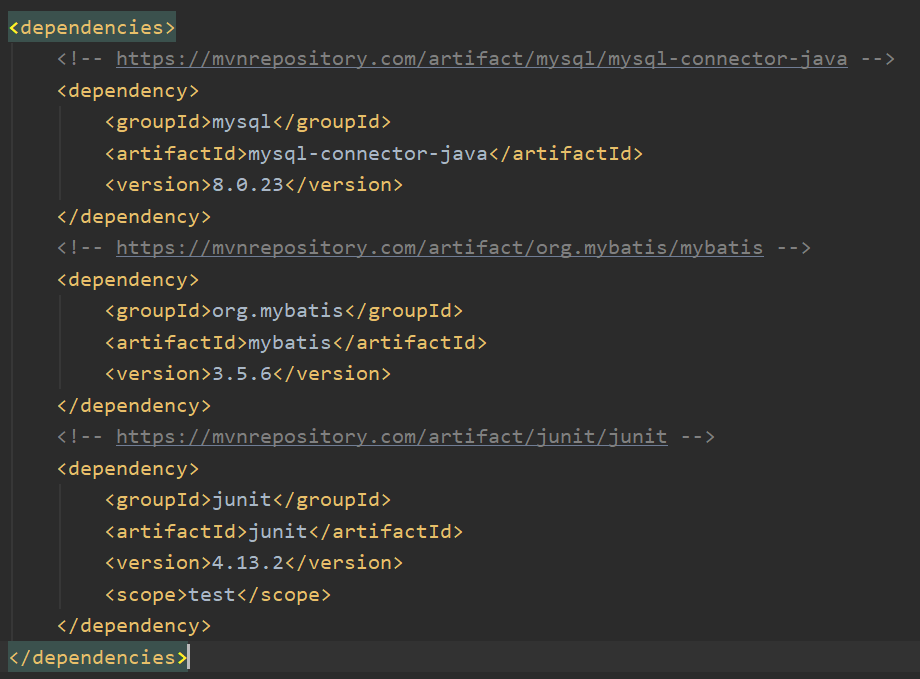 <dependencies>
    <!-- https://mvnrepository.com/artifact/mysql/mysql-connector-java -->
    <dependency>
        <groupId>mysql</groupId>
        <artifactId>mysql-connector-java</artifactId>
        <version>8.0.23</version>
    </dependency>
    <!-- https://mvnrepository.com/artifact/org.mybatis/mybatis -->
    <dependency>
        <groupId>org.mybatis</groupId>
        <artifactId>mybatis</artifactId>
        <version>3.5.6</version>
    </dependency>
    <!-- https://mvnrepository.com/artifact/junit/junit -->
    <dependency>
        <groupId>junit</groupId>
        <artifactId>junit</artifactId>
        <version>4.13.2</version>
        <scope>test</scope>
    </dependency>
</dependencies>